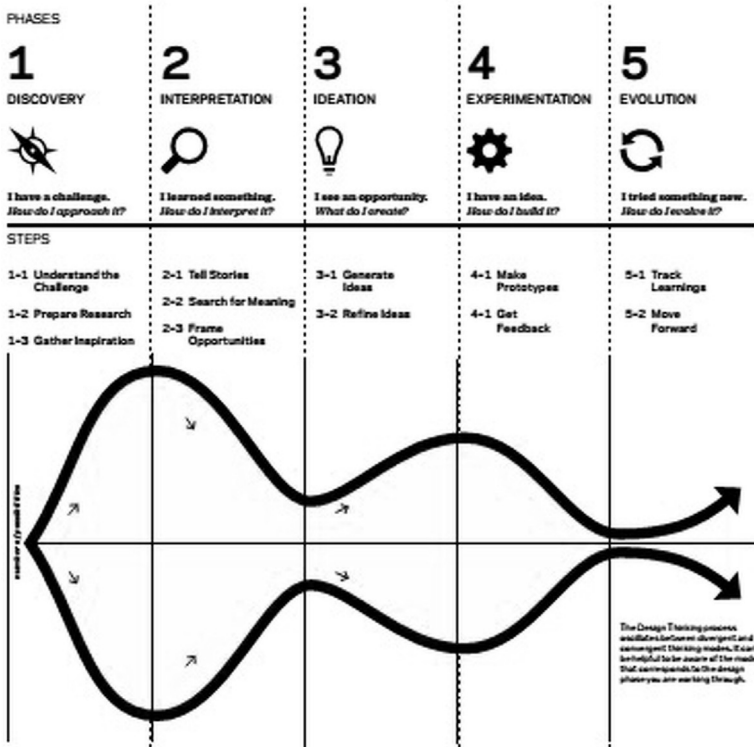 PHASES
1
DISCOVERY
I have a challenge.
How do I approach it?
2
INTERPRETATION
I learned something.
How do I interpret it?
3
IDEATION
I see an opportunity.
What do I create?
4
EXPERIMENTATION
I have an idea.
How do I build it?
5
EVOLUTION
I tried something new.
How do I evolve it?
STEPS
1-1 Understand the
Challenge
1-2 Prepare Research
1-3 Gather Inspiration
2-1 Tell Stories
2-2 Search for Meaning
2-3 Frame
Opportunities
3-1 Generate
Ideas
3-2 Refine Ideas
4-1 Make
Prototypes
4-1 Get
Feedback
5-1 Track
Learnings
5-2 Move
Forward
number of possibilities
The Design Thinking process
oscillates between divergent and
convergent thinking modes. It can
be helpful to be aware of the mode
that corresponds to the design
phase you are working through.